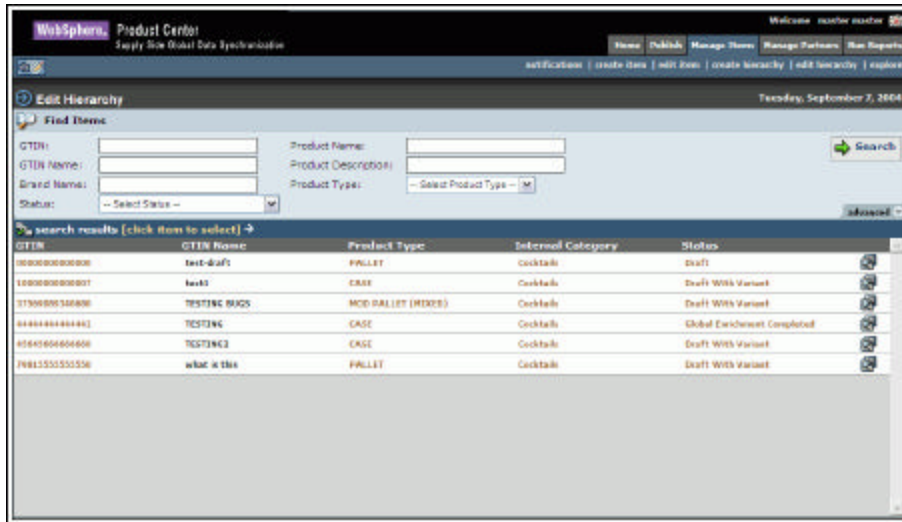 WebSphere. Product Center
Supply Side Global Data Synchronization
Welcome master master
Home Publish Manage Items Manage Partners Run Reports
notifications | create item | edit item | create hierarchy | edit hierarchy | explore
Edit Hierarchy
Tuesday, September 7, 2004
Find Items
GTIN: Product Name: Search
GTIN Name: Product Description:
Brand Name: Product Type: -- Select Product Type --
Status: -- Select Status --
advanced
search results [click item to select]
GTIN GTIN Name Product Type Internal Category Status
test-draft PALLET Cocktails Draft
test1 CASE Cocktails Draft With Variant
TESTING BUGS MOD PALLET (MIXED) Cocktails Draft With Variant
TESTING CASE Cocktails Global Enrichment Completed
TESTING2 CASE Cocktails Draft With Variant
what is this PALLET Cocktails Draft With Variant